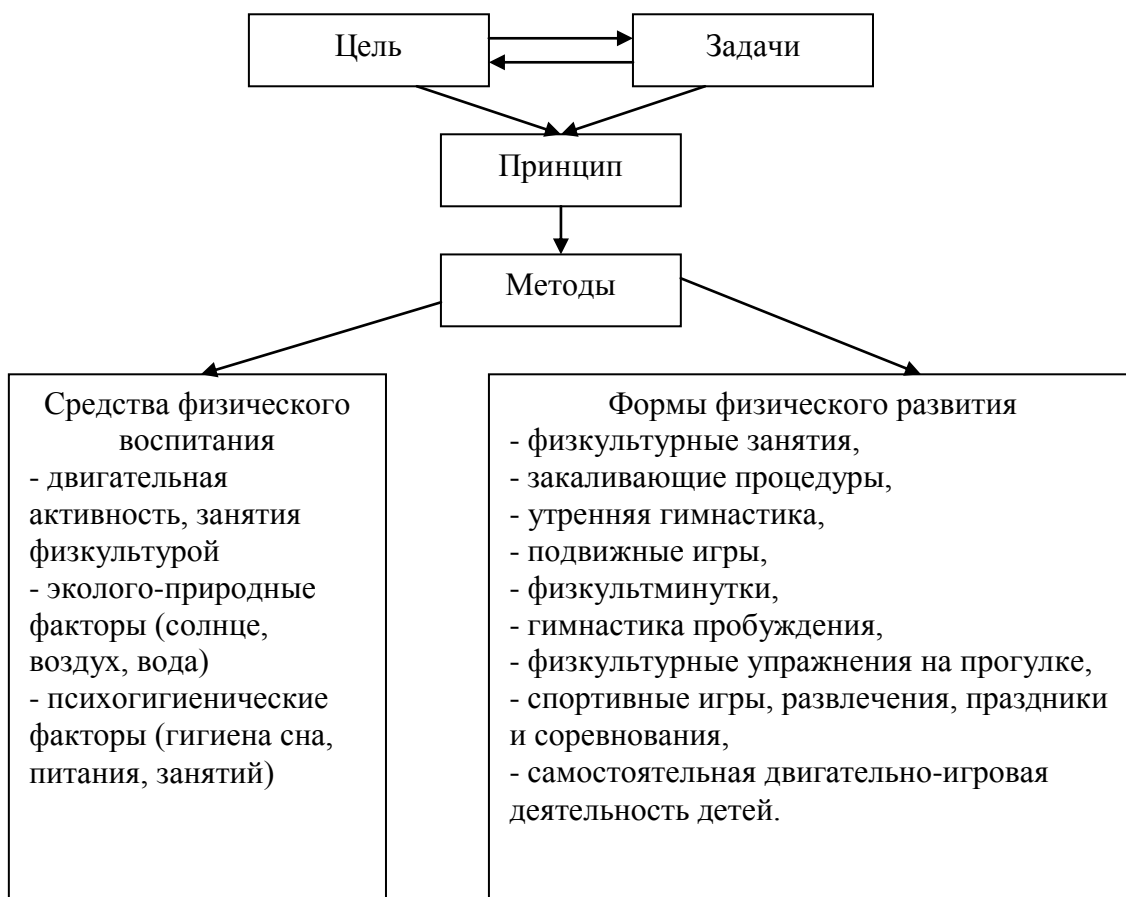 Цель
Задачи
Принцип
Методы
Средства физического
воспитания
- двигательная
активность, занятия
физкультурой
- эколого-природные
факторы (солнце,
воздух, вода)
- психогигиенические
факторы (гигиена сна,
питания, занятий)
Формы физического развития
- физкультурные занятия,
- закаливающие процедуры,
- утренняя гимнастика,
- подвижные игры,
- физкультминутки,
- гимнастика пробуждения,
- физкультурные упражнения на прогулке,
- спортивные игры, развлечения, праздники
и соревнования,
- самостоятельная двигательно-игровая
деятельность детей.